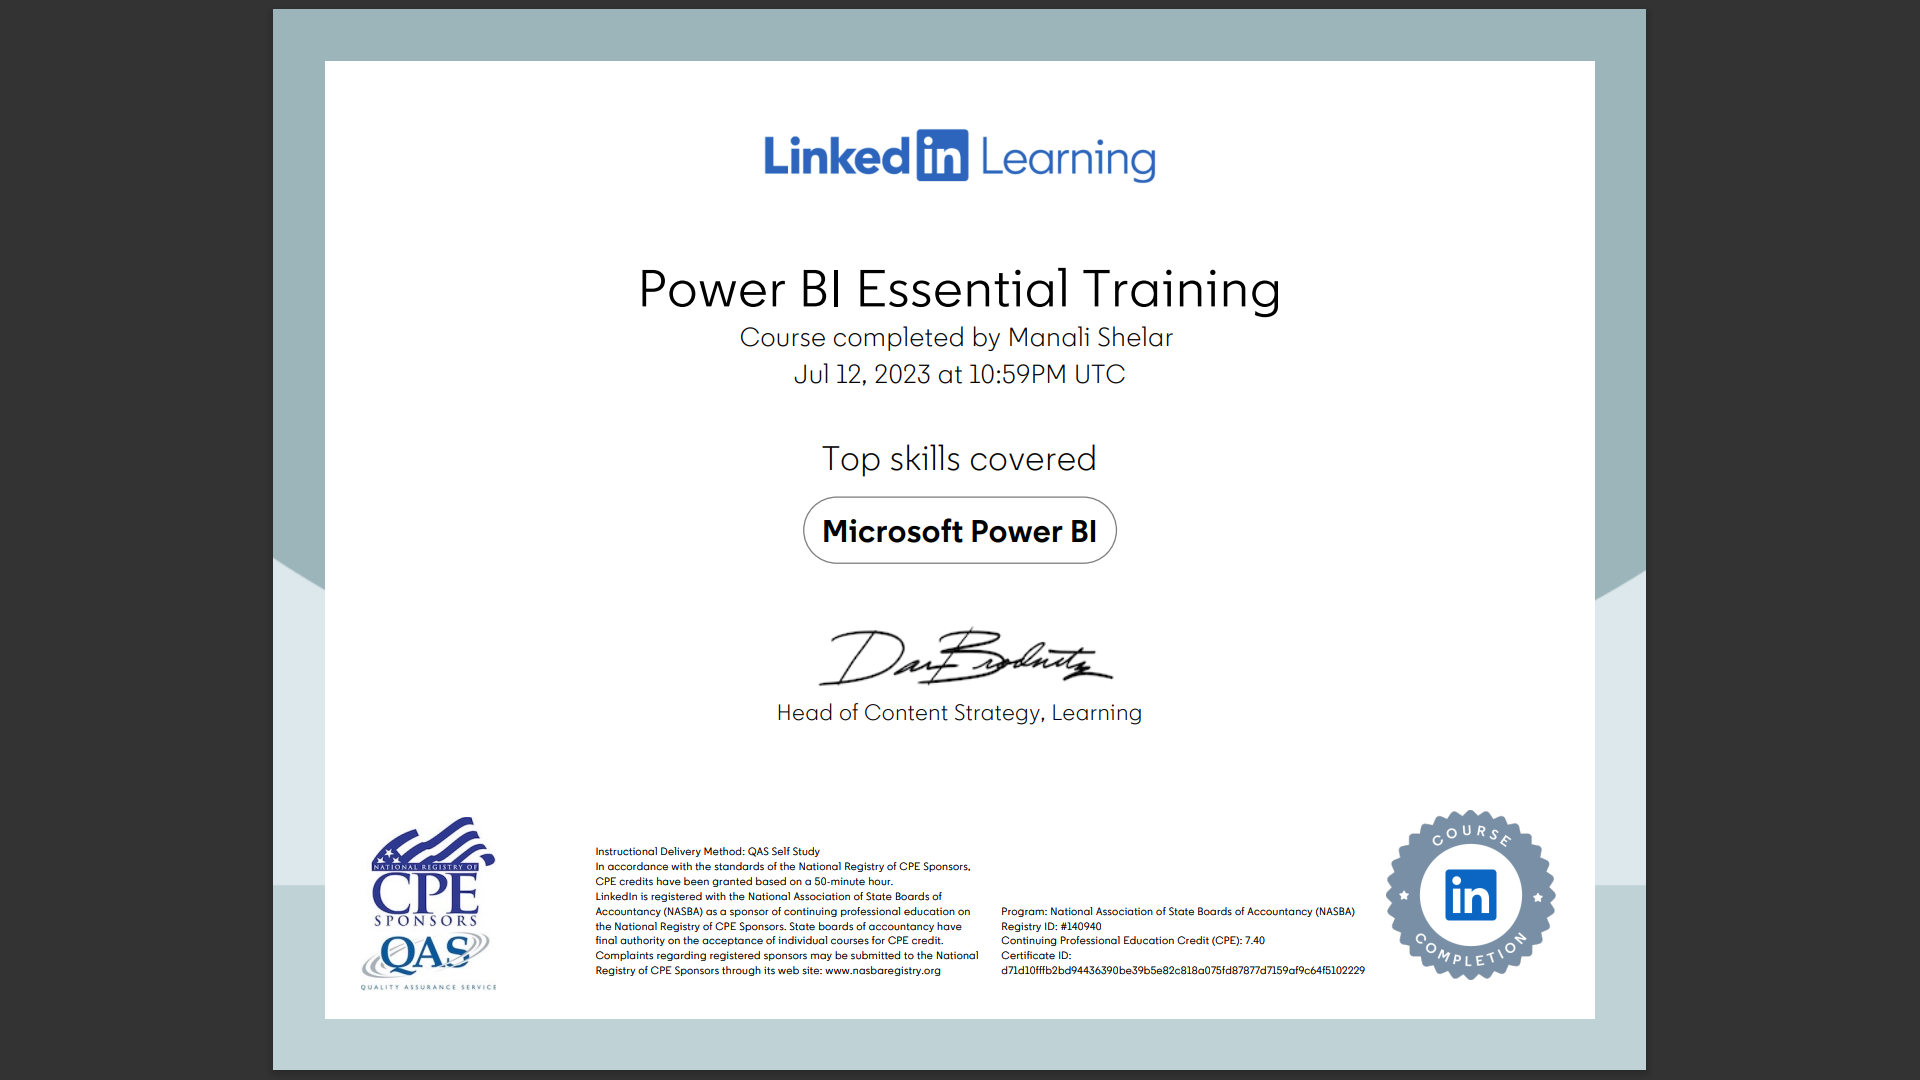 Linked in Learning
Power BI Essential Training
Course completed by Manali Shelar
Jul 12, 2023 at 10:59PM UTC
Top skills covered
Microsoft Power BI
Dan Brodnitz
Head of Content Strategy, Learning
NATIONAL REGISTRY OF
CPE
SPONSORS
QAS
QUALITY ASSURANCE SERVICE
Instructional Delivery Method: QAS Self Study
In accordance with the standards of the National Registry of CPE Sponsors,
CPE credits have been granted based on a 50-minute hour.
LinkedIn is registered with the National Association of State Boards of
Accountancy (NASBA) as a sponsor of continuing professional education on
the National Registry of CPE Sponsors. State boards of accountancy have
final authority on the acceptance of individual courses for CPE credit.
Complaints regarding registered sponsors may be submitted to the National
Registry of CPE Sponsors through its web site: www.nasbaregistry.org
Program: National Association of State Boards of Accountancy (NASBA)
Registry ID: #140940
Continuing Professional Education Credit (CPE): 7.40
Certificate ID:
d71d10fffb2bd94436390be39b5e82c818a075fd87877d7159af9c64f5102229
COURSE
in
COMPLETION